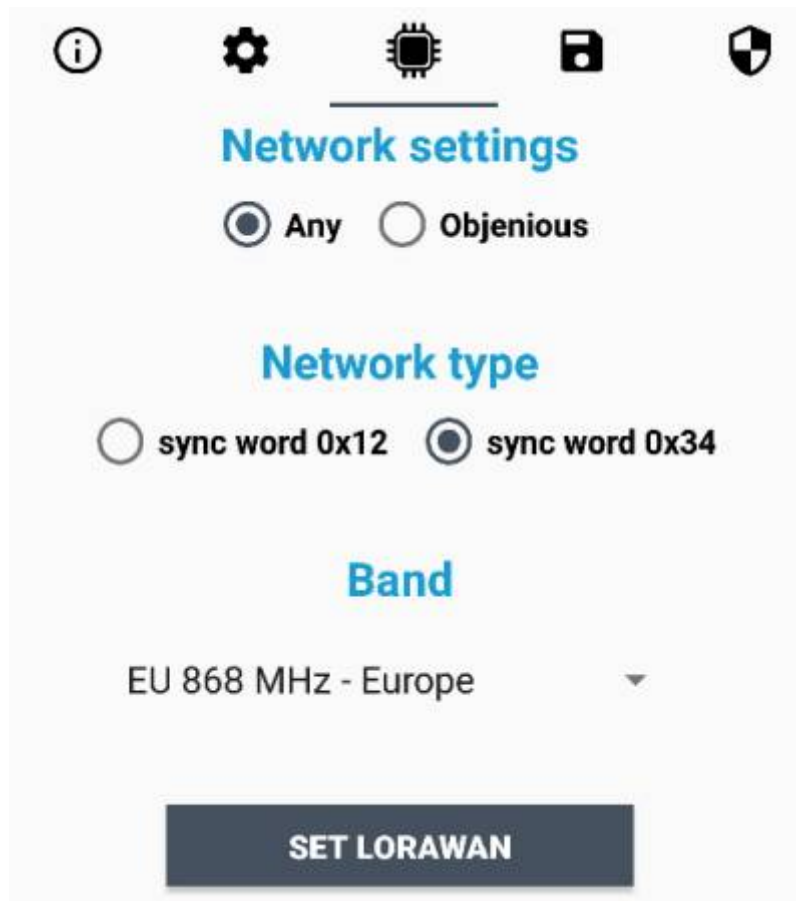 Network settings
Any Objenious
Network type
sync word 0x12 sync word 0x34
Band
EU 868 MHz - Europe
SET LORAWAN